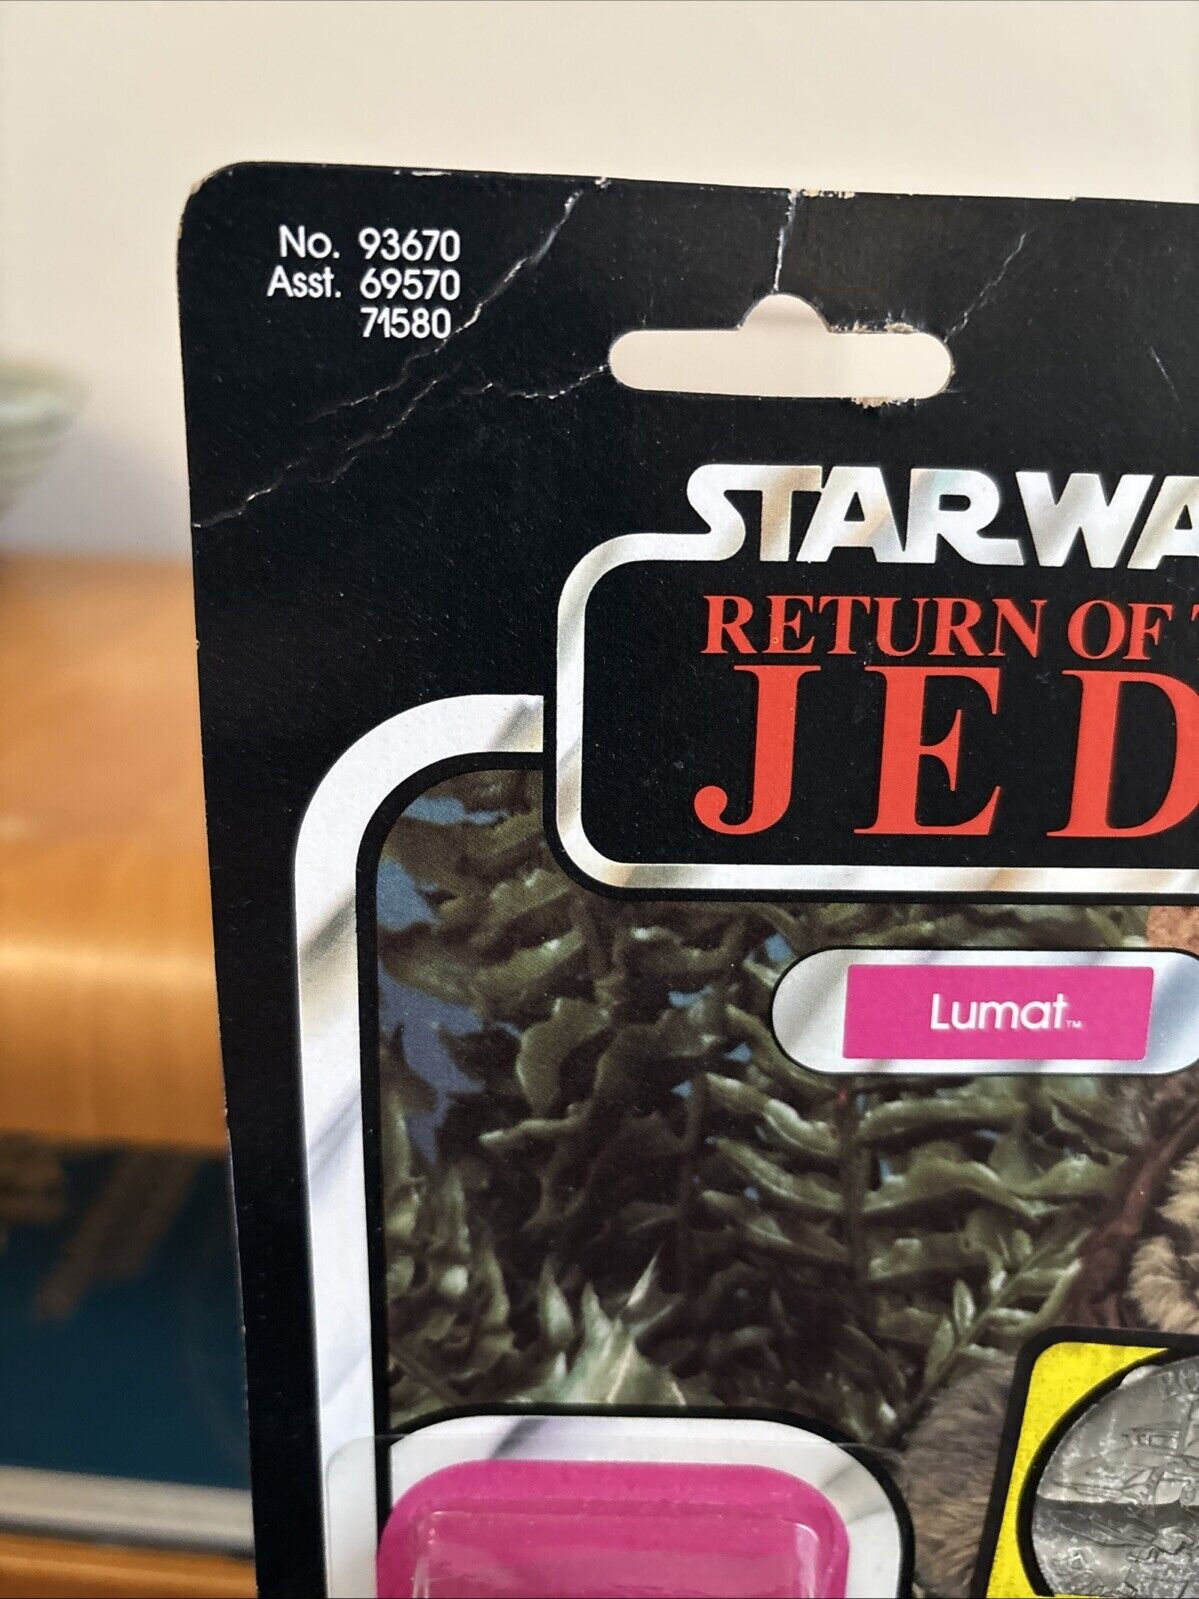 No. 93670
Asst. 69570
71580
STAR WA
RETURN OF T
JED
Lumat™